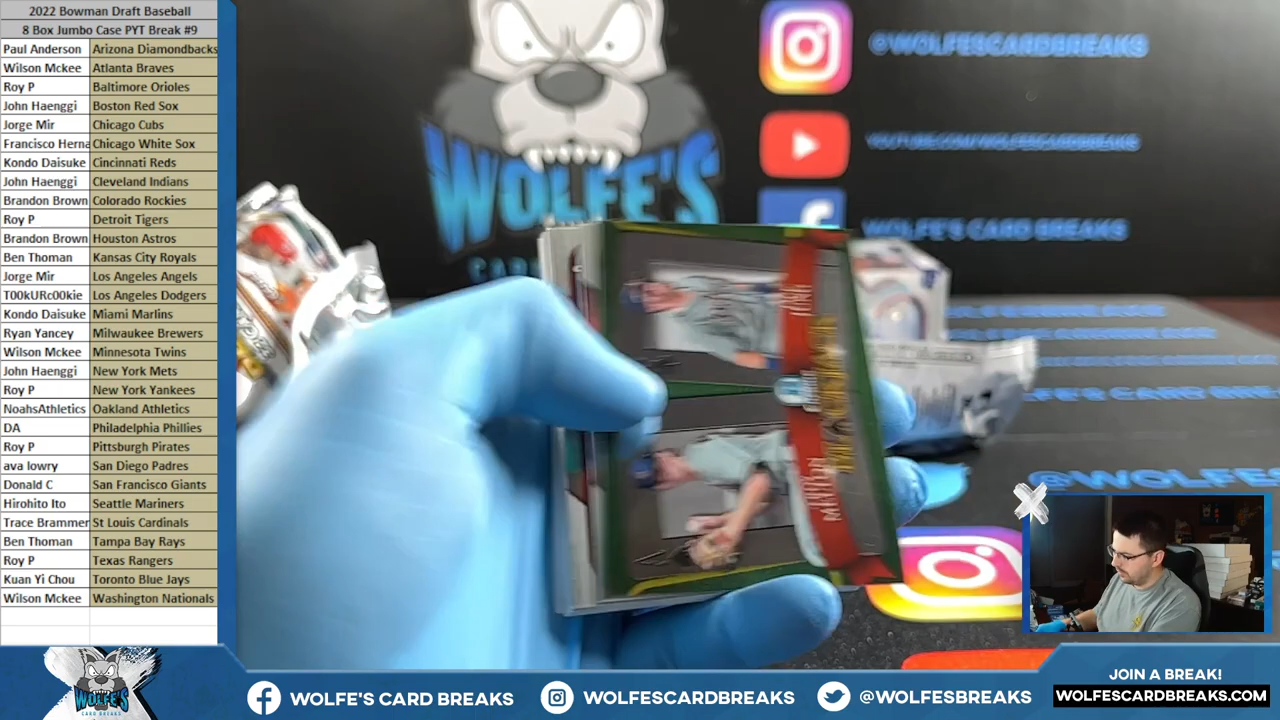 2022 Bowman Draft Baseball
8 Box Jumbo Case PYT Break #9
Paul Anderson Arizona Diamondbacks
Wilson Mckee Atlanta Braves
Roy P Baltimore Orioles
John Haenggi Boston Red Sox
Jorge Mir Chicago Cubs
Francisco Herna Chicago White Sox
Kondo Daisuke Cincinnati Reds
John Haenggi Cleveland Indians
Brandon Brown Colorado Rockies
Roy P Detroit Tigers
Brandon Brown Houston Astros
Ben Thoman Kansas City Royals
Jorge Mir Los Angeles Angels
T00kURc00kie Los Angeles Dodgers
Kondo Daisuke Miami Marlins
Ryan Yancey Milwaukee Brewers
Wilson Mckee Minnesota Twins
John Haenggi New York Mets
Roy P New York Yankees
NoahsAthletics Oakland Athletics
DA Philadelphia Phillies
Roy P Pittsburgh Pirates
ava lowry San Diego Padres
Donald C San Francisco Giants
Hirohito Ito Seattle Mariners
Trace Brammer St Louis Cardinals
Ben Thoman Tampa Bay Rays
Roy P Texas Rangers
Kuan Yi Chou Toronto Blue Jays
Wilson Mckee Washington Nationals
WOLFE'S
@WOLFESCARDBREAKS
YOUTUBE.COM/WOLFESCARDBREAKS
WOLFE'S CARD BREAKS
@WOLFES
WOLFE'S
CARD BREAKS
WOLFE'S CARD BREAKS
WOLFESCARDBREAKS
@WOLFESBREAKS
JOIN A BREAK!
WOLFESCARDBREAKS.COM